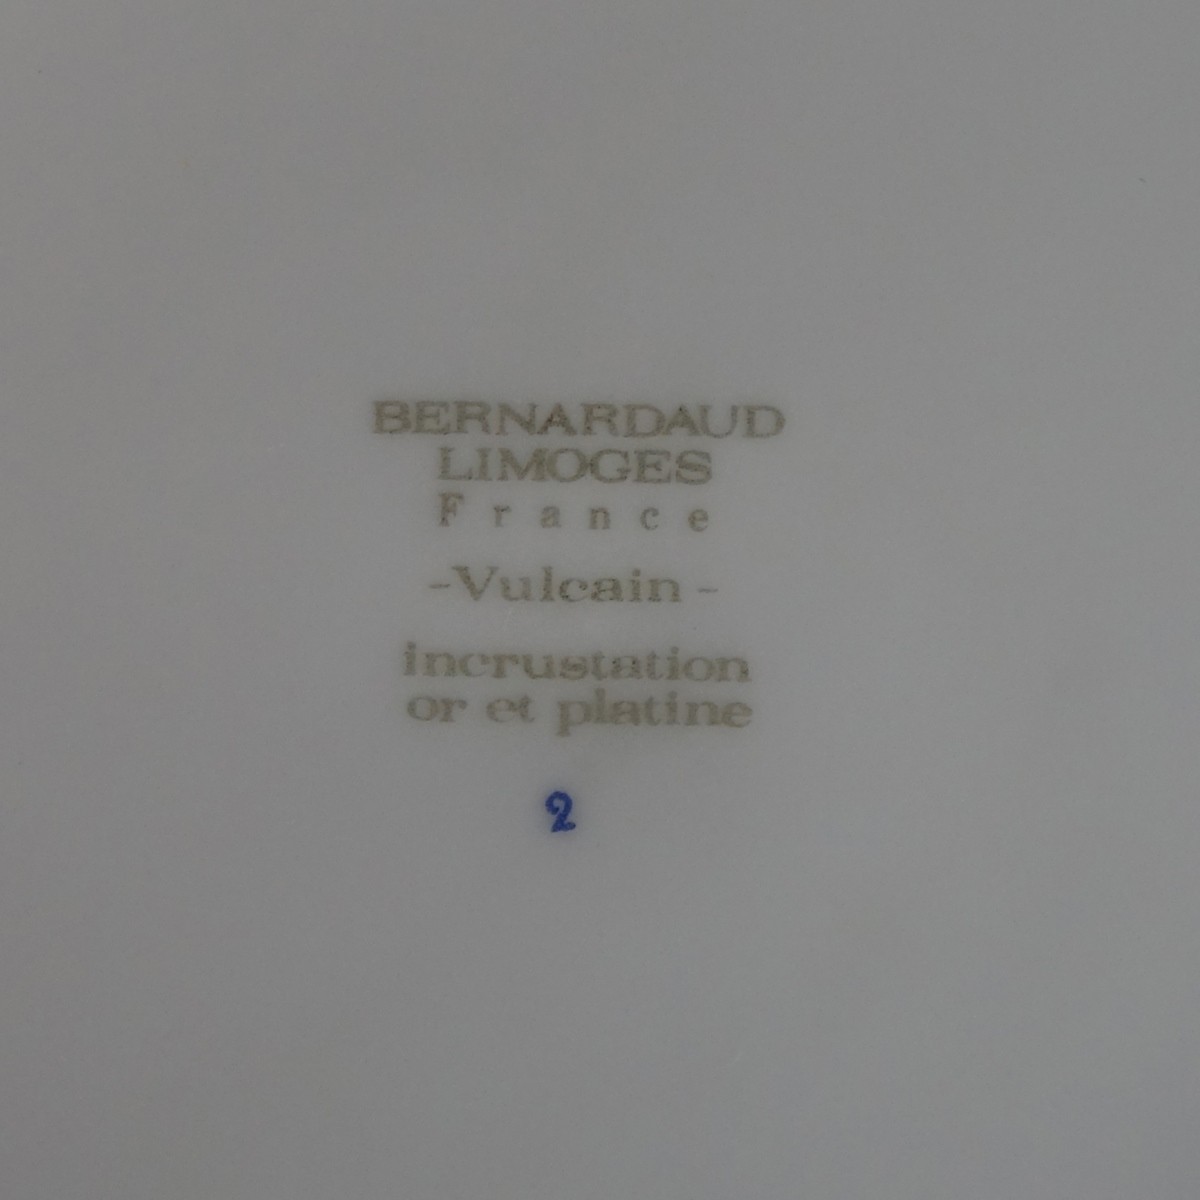 BERNARDAUD
LIMOGES
France
-Vulcain-
incrustation
or et platine
2